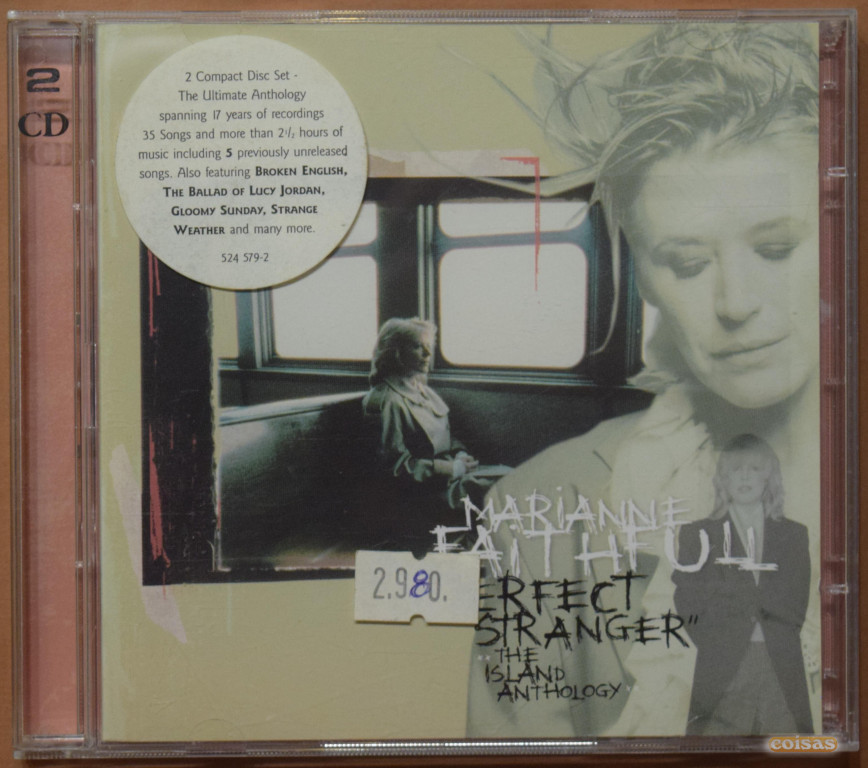 2
CD
2 Compact Disc Set -
The Ultimate Anthology
spanning 17 years of recordings
35 Songs and more than 2 1/2 hours of
music including 5 previously unreleased
songs. Also featuring BROKEN ENGLISH,
THE BALLAD OF LUCY JORDAN,
GLOOMY SUNDAY, STRANGE
WEATHER and many more.
524 579-2
MARIANNE
FAITHFULL
2.980.
ERFECT
STRANGER"
THE
ISLAND
ANTHOLOGY
coisas